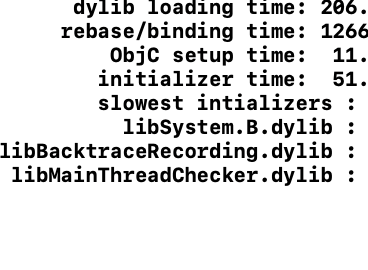 dylib loading time: 206.
rebase/binding time: 1266
ObjC setup time: 11.
initializer time: 51.
slowest intializers :
libSystem.B.dylib :
libBacktraceRecording.dylib :
libMainThreadChecker.dylib :